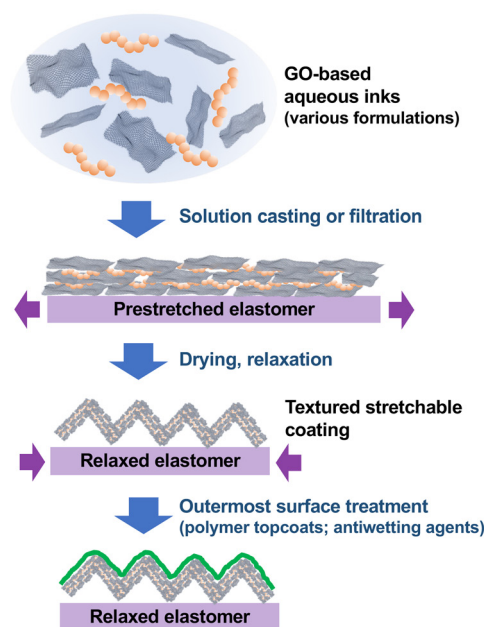 GO-based
aqueous inks
(various formulations)
Solution casting or filtration
Prestretched elastomer
Drying, relaxation
Textured stretchable
coating
Relaxed elastomer
Outermost surface treatment
(polymer topcoats; antiwetting agents)
Relaxed elastomer